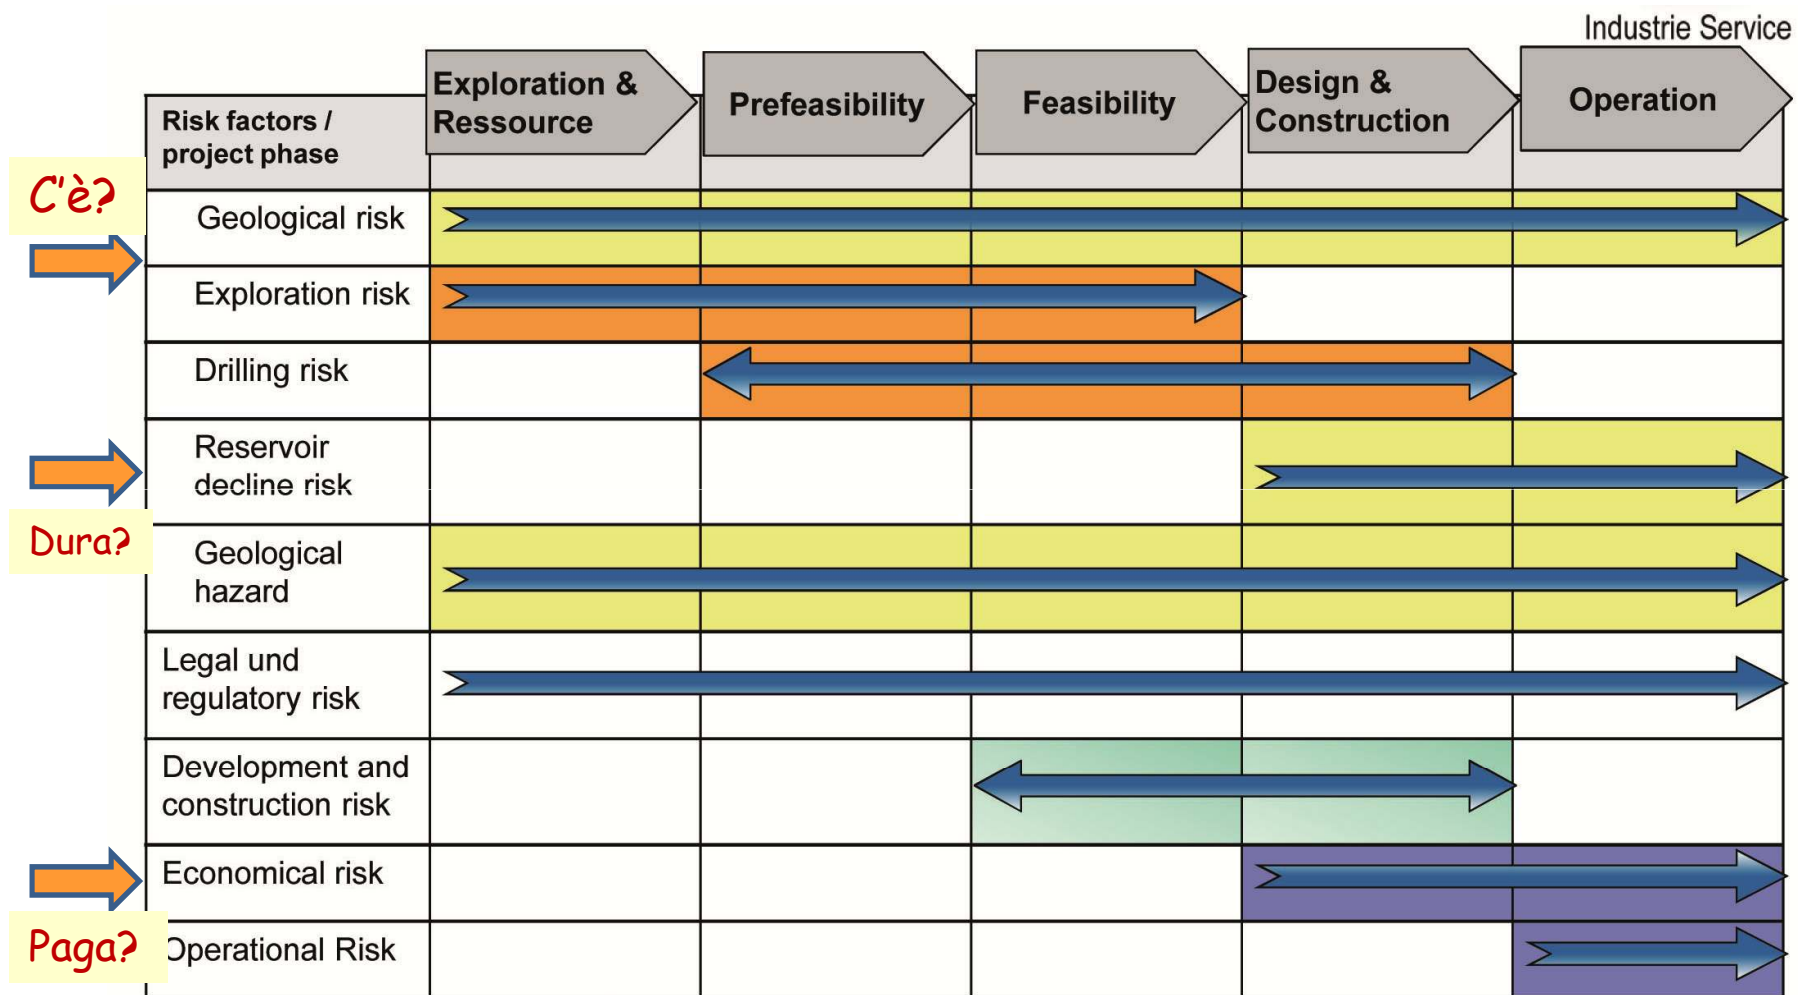 Industrie Service
Exploration &
Ressource
Prefeasibility
Feasibility
Design &
Construction
Operation
Risk factors /
project phase
C'è?
Geological risk
Exploration risk
Drilling risk
Reservoir
decline risk
Dura?
Geological
hazard
Legal und
regulatory risk
Development and
construction risk
Economical risk
Paga?
Operational Risk